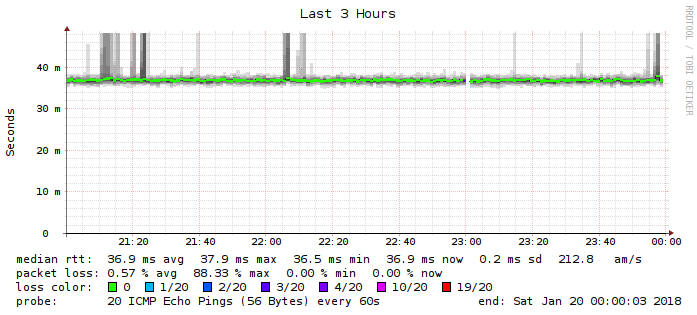 Last 3 Hours
RRDTOOL / TOBI OETIKER
Seconds
40 m
30 m
20 m
10 m
0
21:20 21:40 22:00 22:20 22:40 23:00 23:20 23:40 00:00
median rtt: 36.9 ms avg 37.9 ms max 36.5 ms min 36.9 ms now 0.2 ms sd 212.8 am/s
packet loss: 0.57 % avg 88.33 % max 0.00 % min 0.00 % now
loss color: 0 1/20 2/20 3/20 4/20 10/20 19/20
probe: 20 ICMP Echo Pings (56 Bytes) every 60s end: Sat Jan 20 00:00:03 2018